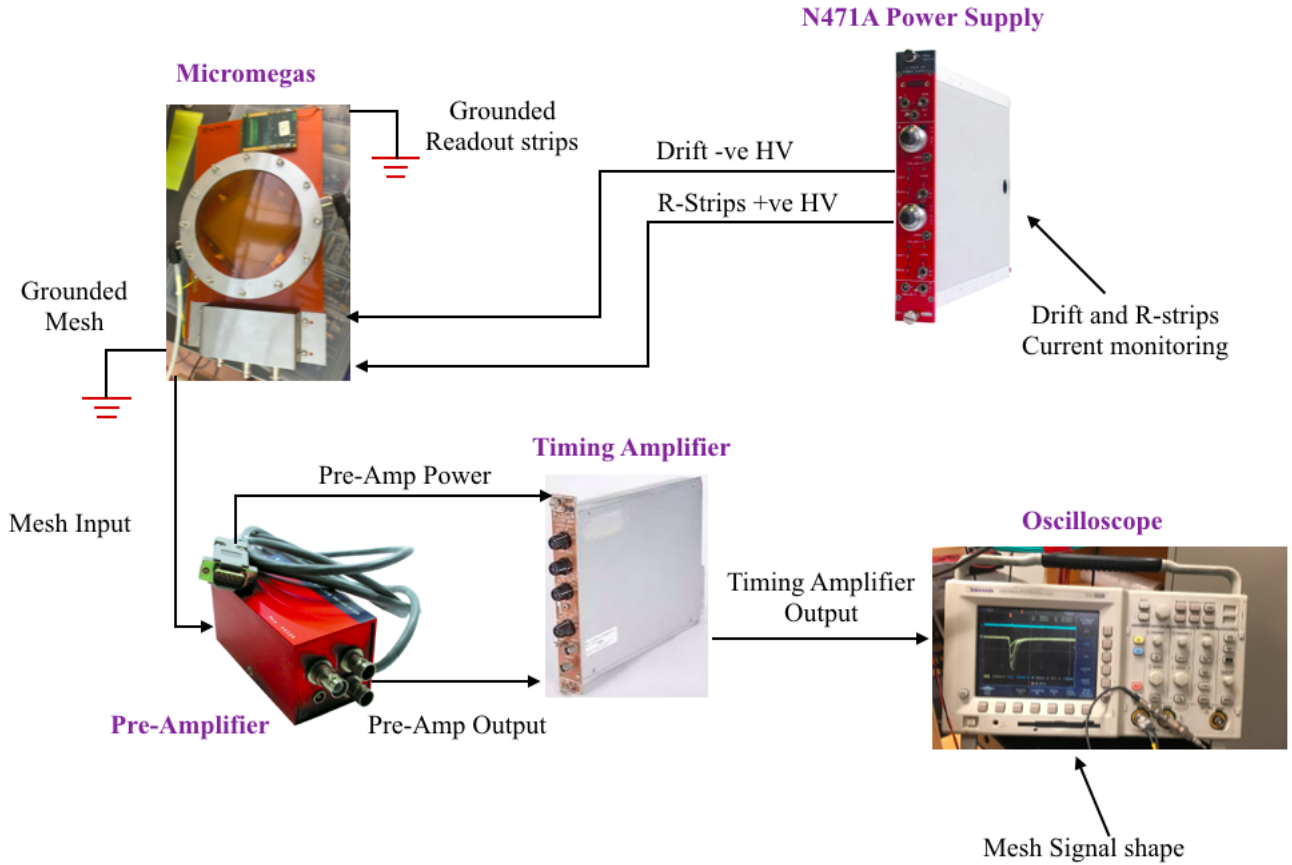 N471A Power Supply
Micromegas
Grounded
Readout strips
Drift -ve HV
R-Strips +ve HV
Grounded
Mesh
Drift and R-strips
Current monitoring
Timing Amplifier
Pre-Amp Power
Mesh Input
Oscilloscope
Timing Amplifier
Output
Pre-Amplifier
Pre-Amp Output
Tektronix
Mesh Signal shape